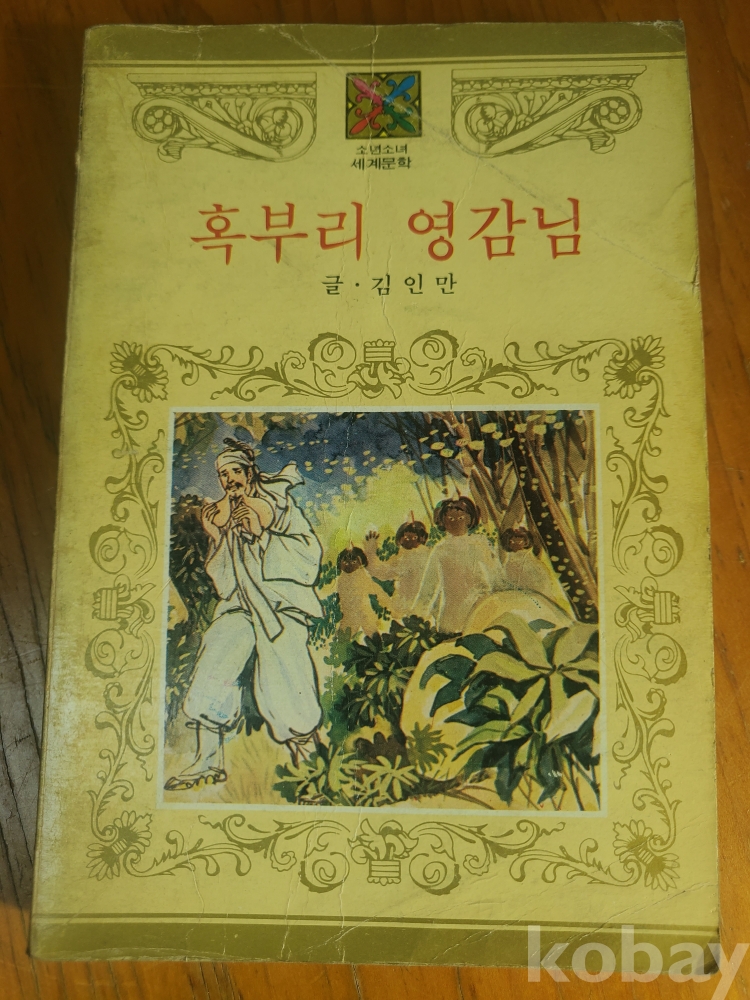 소년소녀
세계문학
혹부리 영감님
글·김인만
kobay